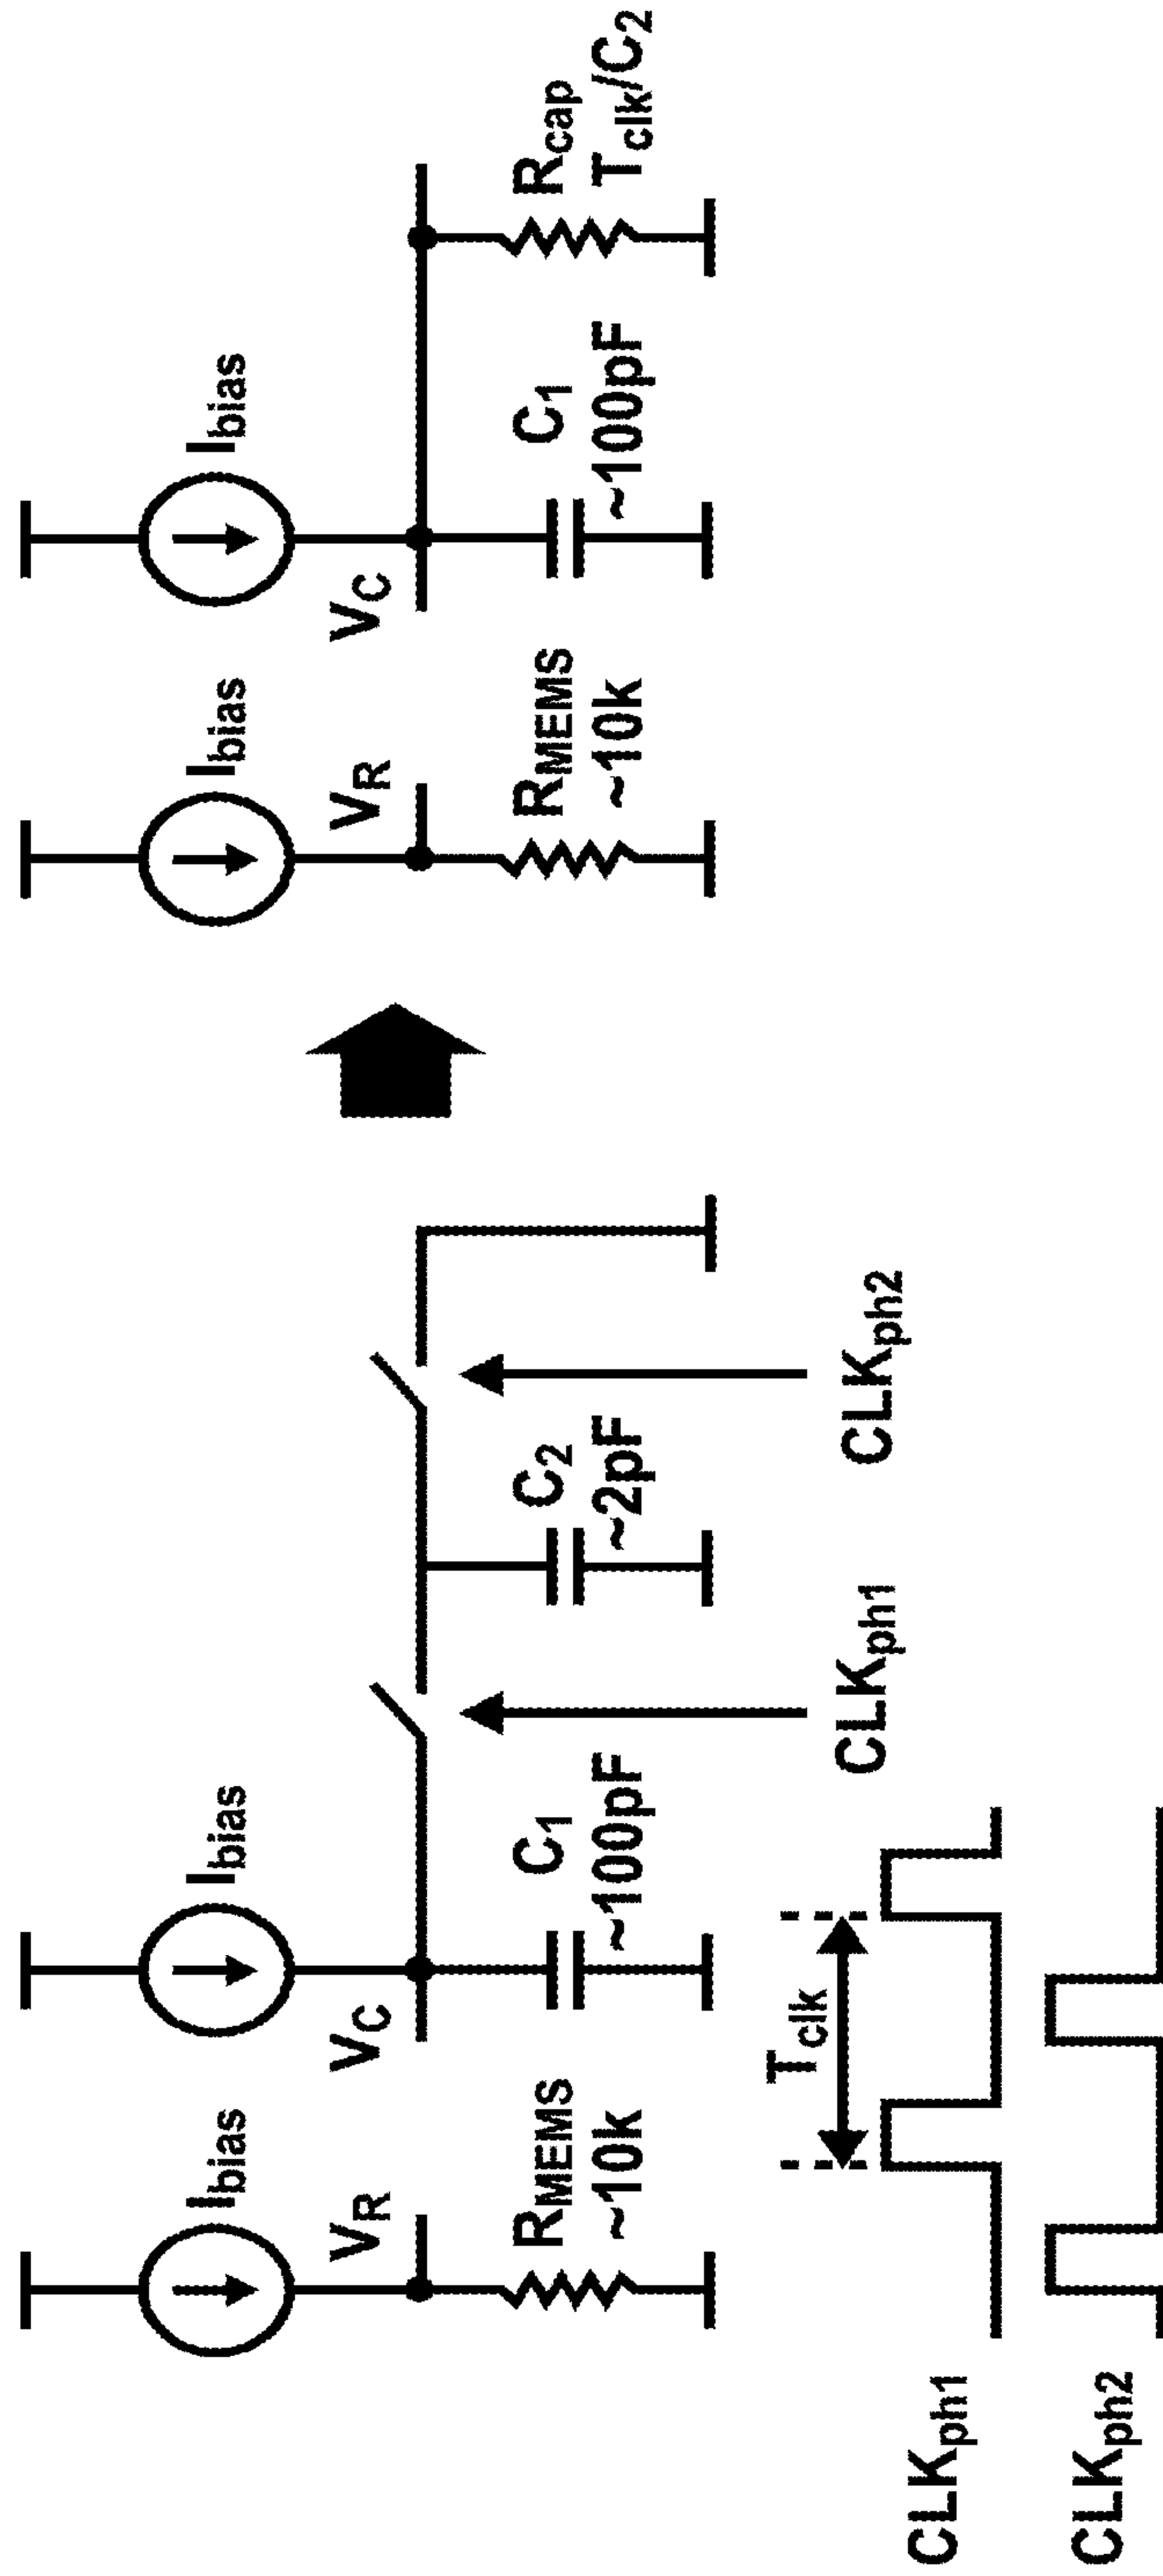 I_bias
I_bias
V_R
V_C
R_MEMS
~10k
C_1
~100pF
C_2
~2pF
CLK_ph1
CLK_ph2
T_clk
CLK_ph1
CLK_ph2
I_bias
I_bias
V_R
V_C
R_MEMS
~10k
C_1
~100pF
R_cap
T_clk/C_2